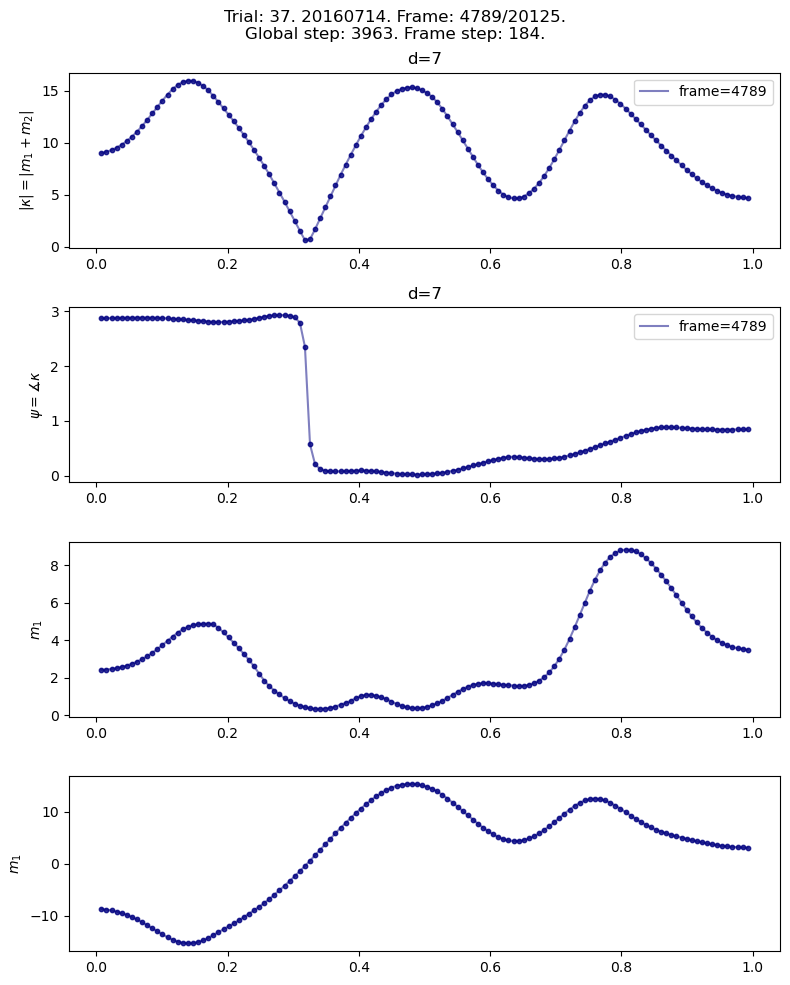 Trial: 37. 20160714. Frame: 4789/20125.
Global step: 3963. Frame step: 184.
d=7
|κ| = |m₁ + m₂|
15
10
5
0
frame=4789
0.0 0.2 0.4 0.6 0.8 1.0
d=7
ψ = ∡κ
3
2
1
0
frame=4789
0.0 0.2 0.4 0.6 0.8 1.0
m₁
8
6
4
2
0
0.0 0.2 0.4 0.6 0.8 1.0
m₁
10
0
−10
0.0 0.2 0.4 0.6 0.8 1.0